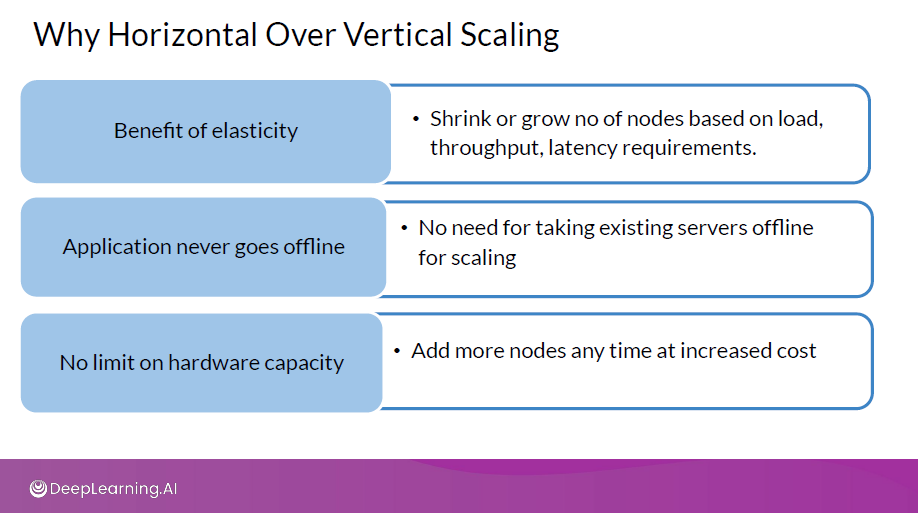 Why Horizontal Over Vertical Scaling
Benefit of elasticity
• Shrink or grow no of nodes based on load,
throughput, latency requirements.
Application never goes offline
• No need for taking existing servers offline
for scaling
No limit on hardware capacity
• Add more nodes any time at increased cost
DeepLearning.AI